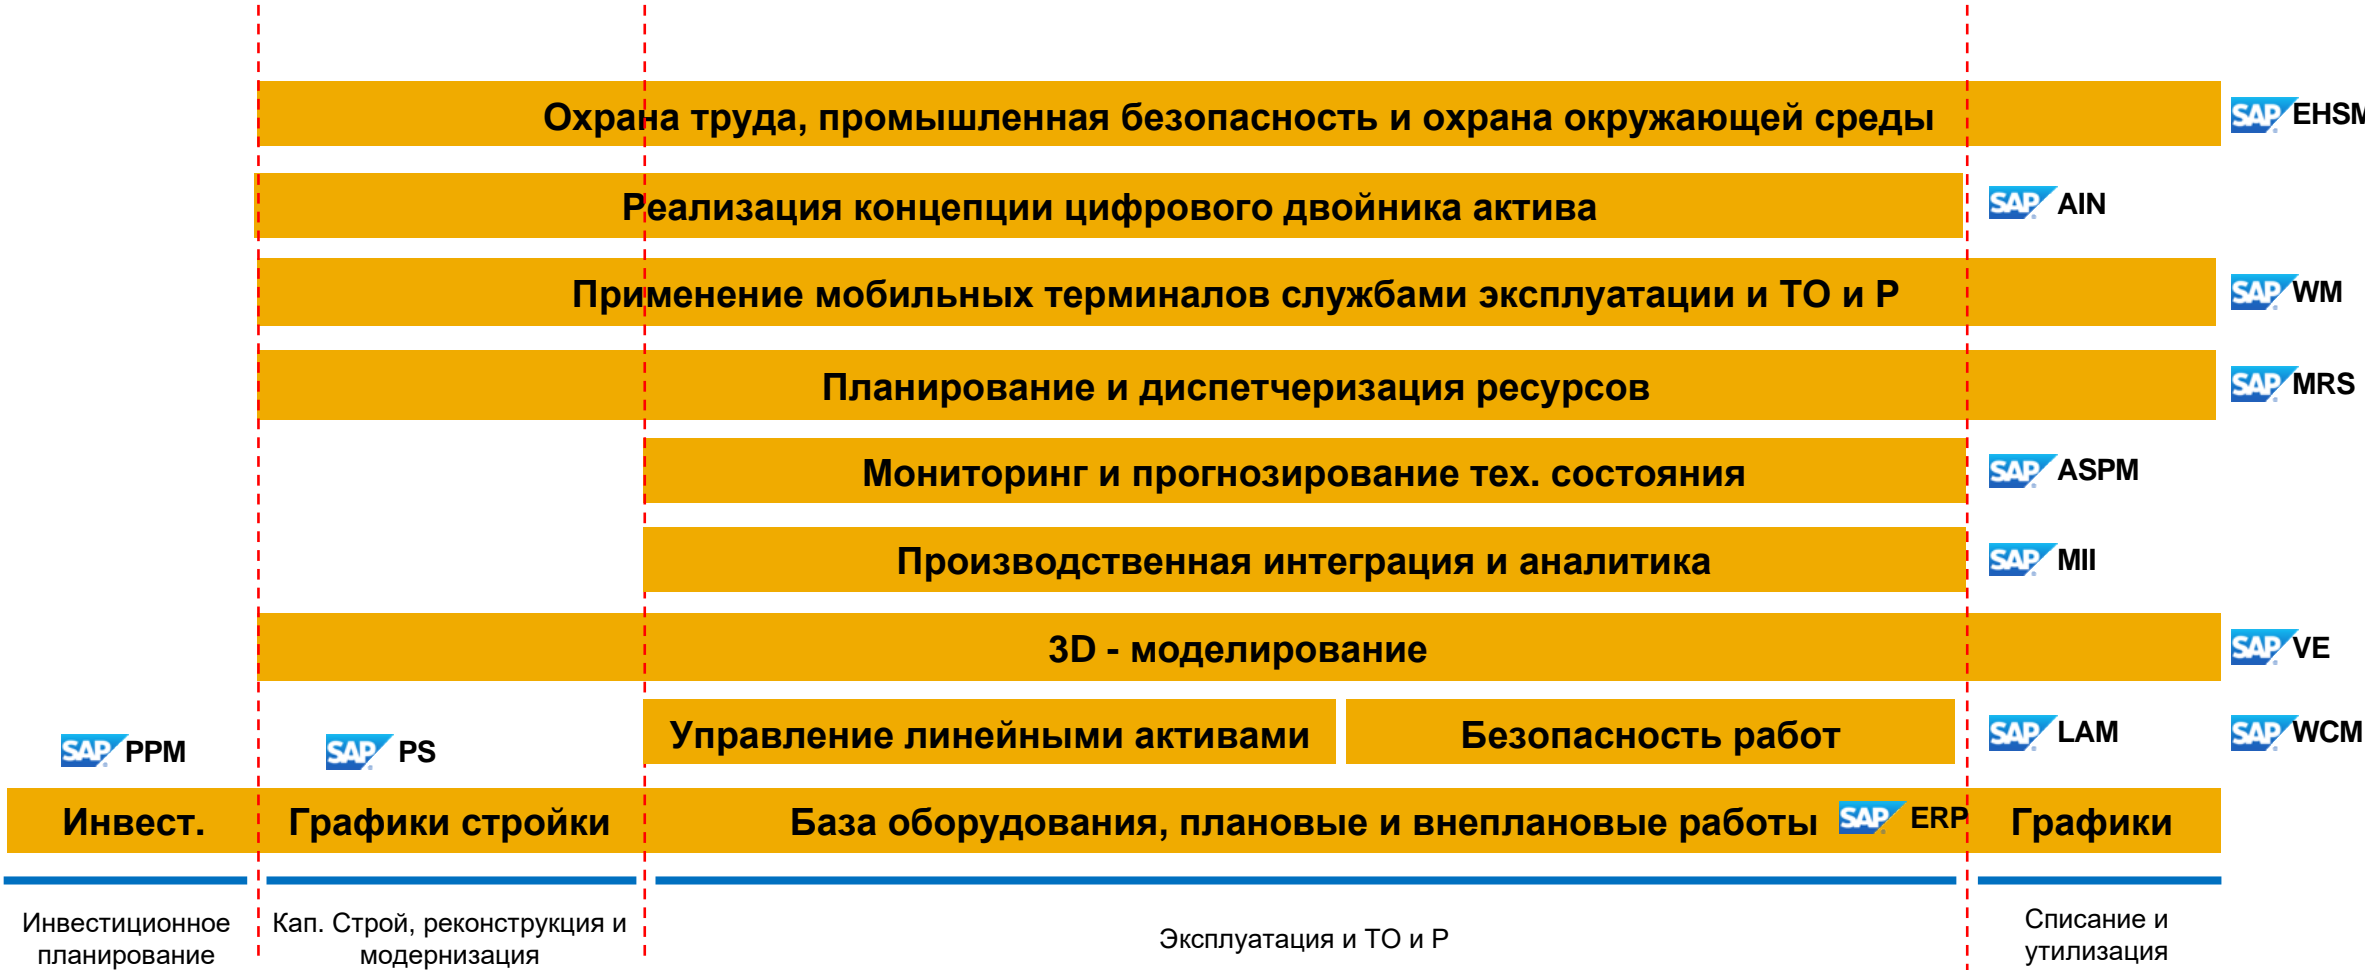 Охрана труда, промышленная безопасность и охрана окружающей среды
SAP EHSM
Реализация концепции цифрового двойника актива
SAP AIN
Применение мобильных терминалов службами эксплуатации и ТО и Р
SAP WM
Планирование и диспетчеризация ресурсов
SAP MRS
Мониторинг и прогнозирование тех. состояния
SAP ASPM
Производственная интеграция и аналитика
SAP MII
3D - моделирование
SAP VE
SAP PPM
SAP PS
Управление линейными активами
Безопасность работ
SAP LAM
SAP WCM
Инвест.
Графики стройки
База оборудования, плановые и внеплановые работы
SAP ERP
Графики
Инвестиционное
планирование
Кап. Строй, реконструкция и
модернизация
Эксплуатация и ТО и Р
Списание и
утилизация